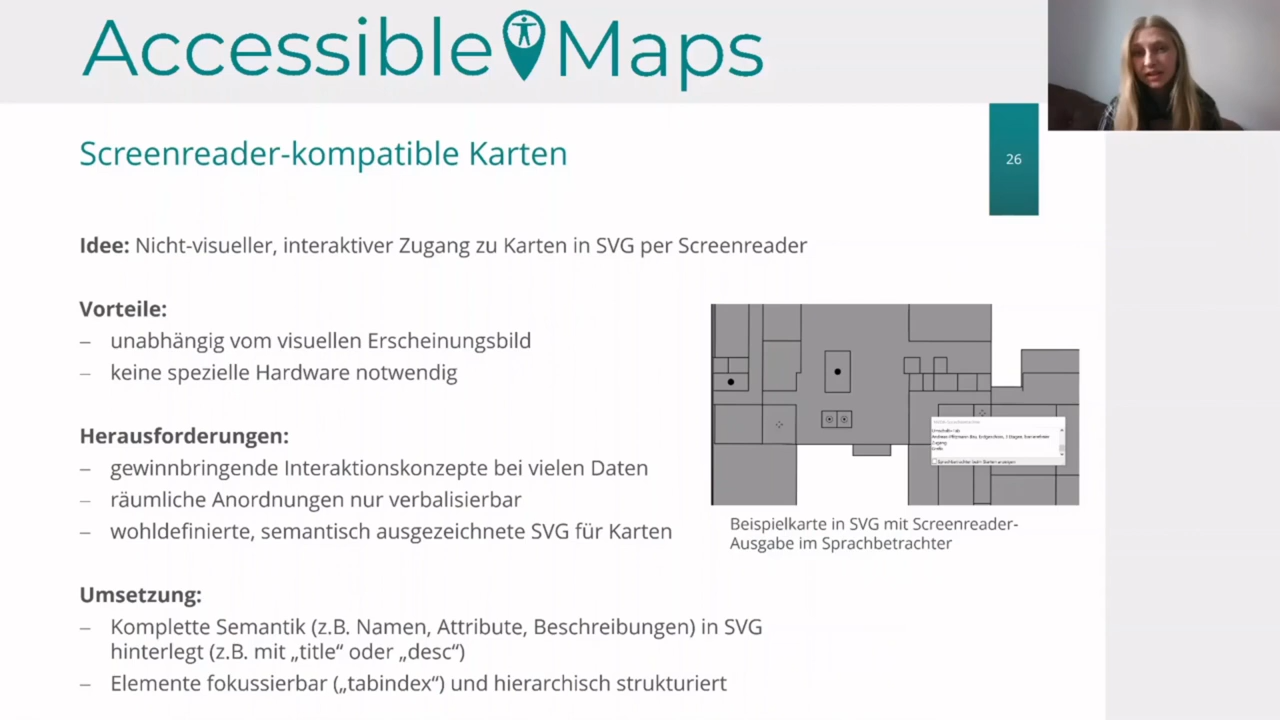 Accessible Maps
Screenreader-kompatible Karten
26
Idee: Nicht-visueller, interaktiver Zugang zu Karten in SVG per Screenreader
Vorteile:
– unabhängig vom visuellen Erscheinungsbild
– keine spezielle Hardware notwendig
Herausforderungen:
– gewinnbringende Interaktionskonzepte bei vielen Daten
– räumliche Anordnungen nur verbalisierbar
– wohldefinierte, semantisch ausgezeichnete SVG für Karten
Beispielkarte in SVG mit Screenreader-
Ausgabe im Sprachbetrachter
Umsetzung:
– Komplette Semantik (z.B. Namen, Attribute, Beschreibungen) in SVG
hinterlegt (z.B. mit „title“ oder „desc“)
– Elemente fokussierbar („tabindex“) und hierarchisch strukturiert